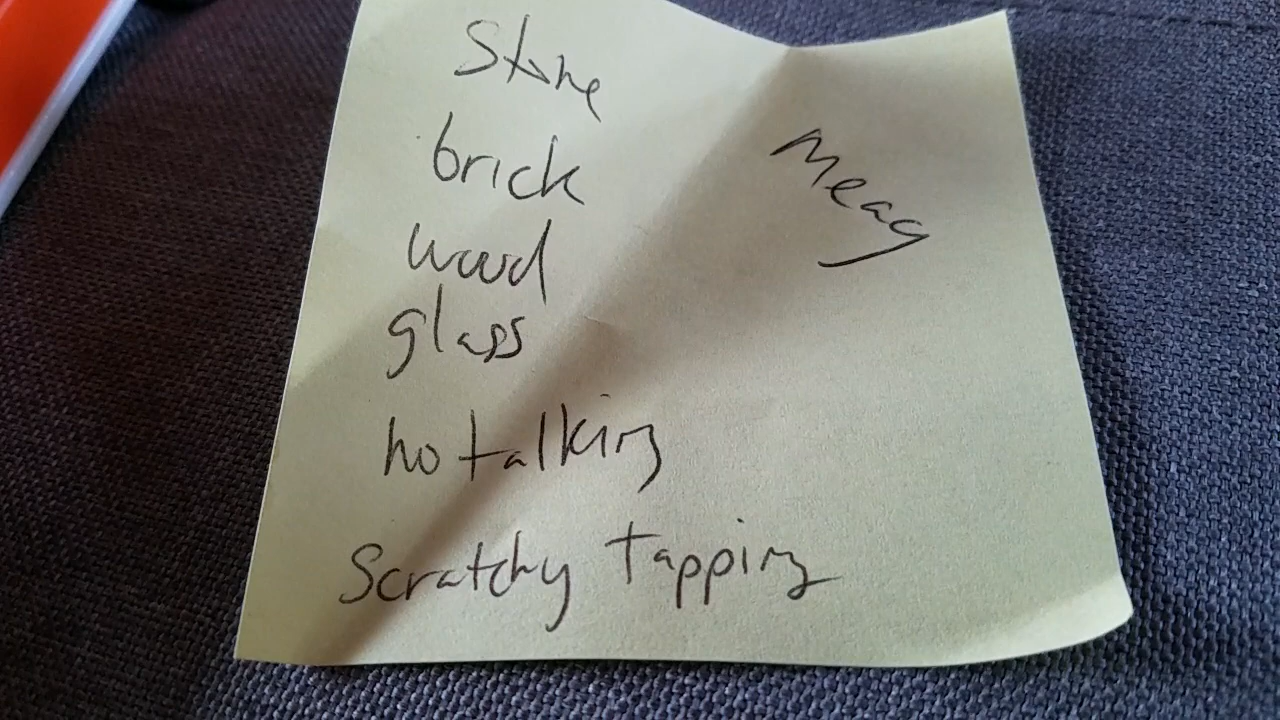 Stone
brick
wood
glass
no talking
Scratchy tapping
Meag